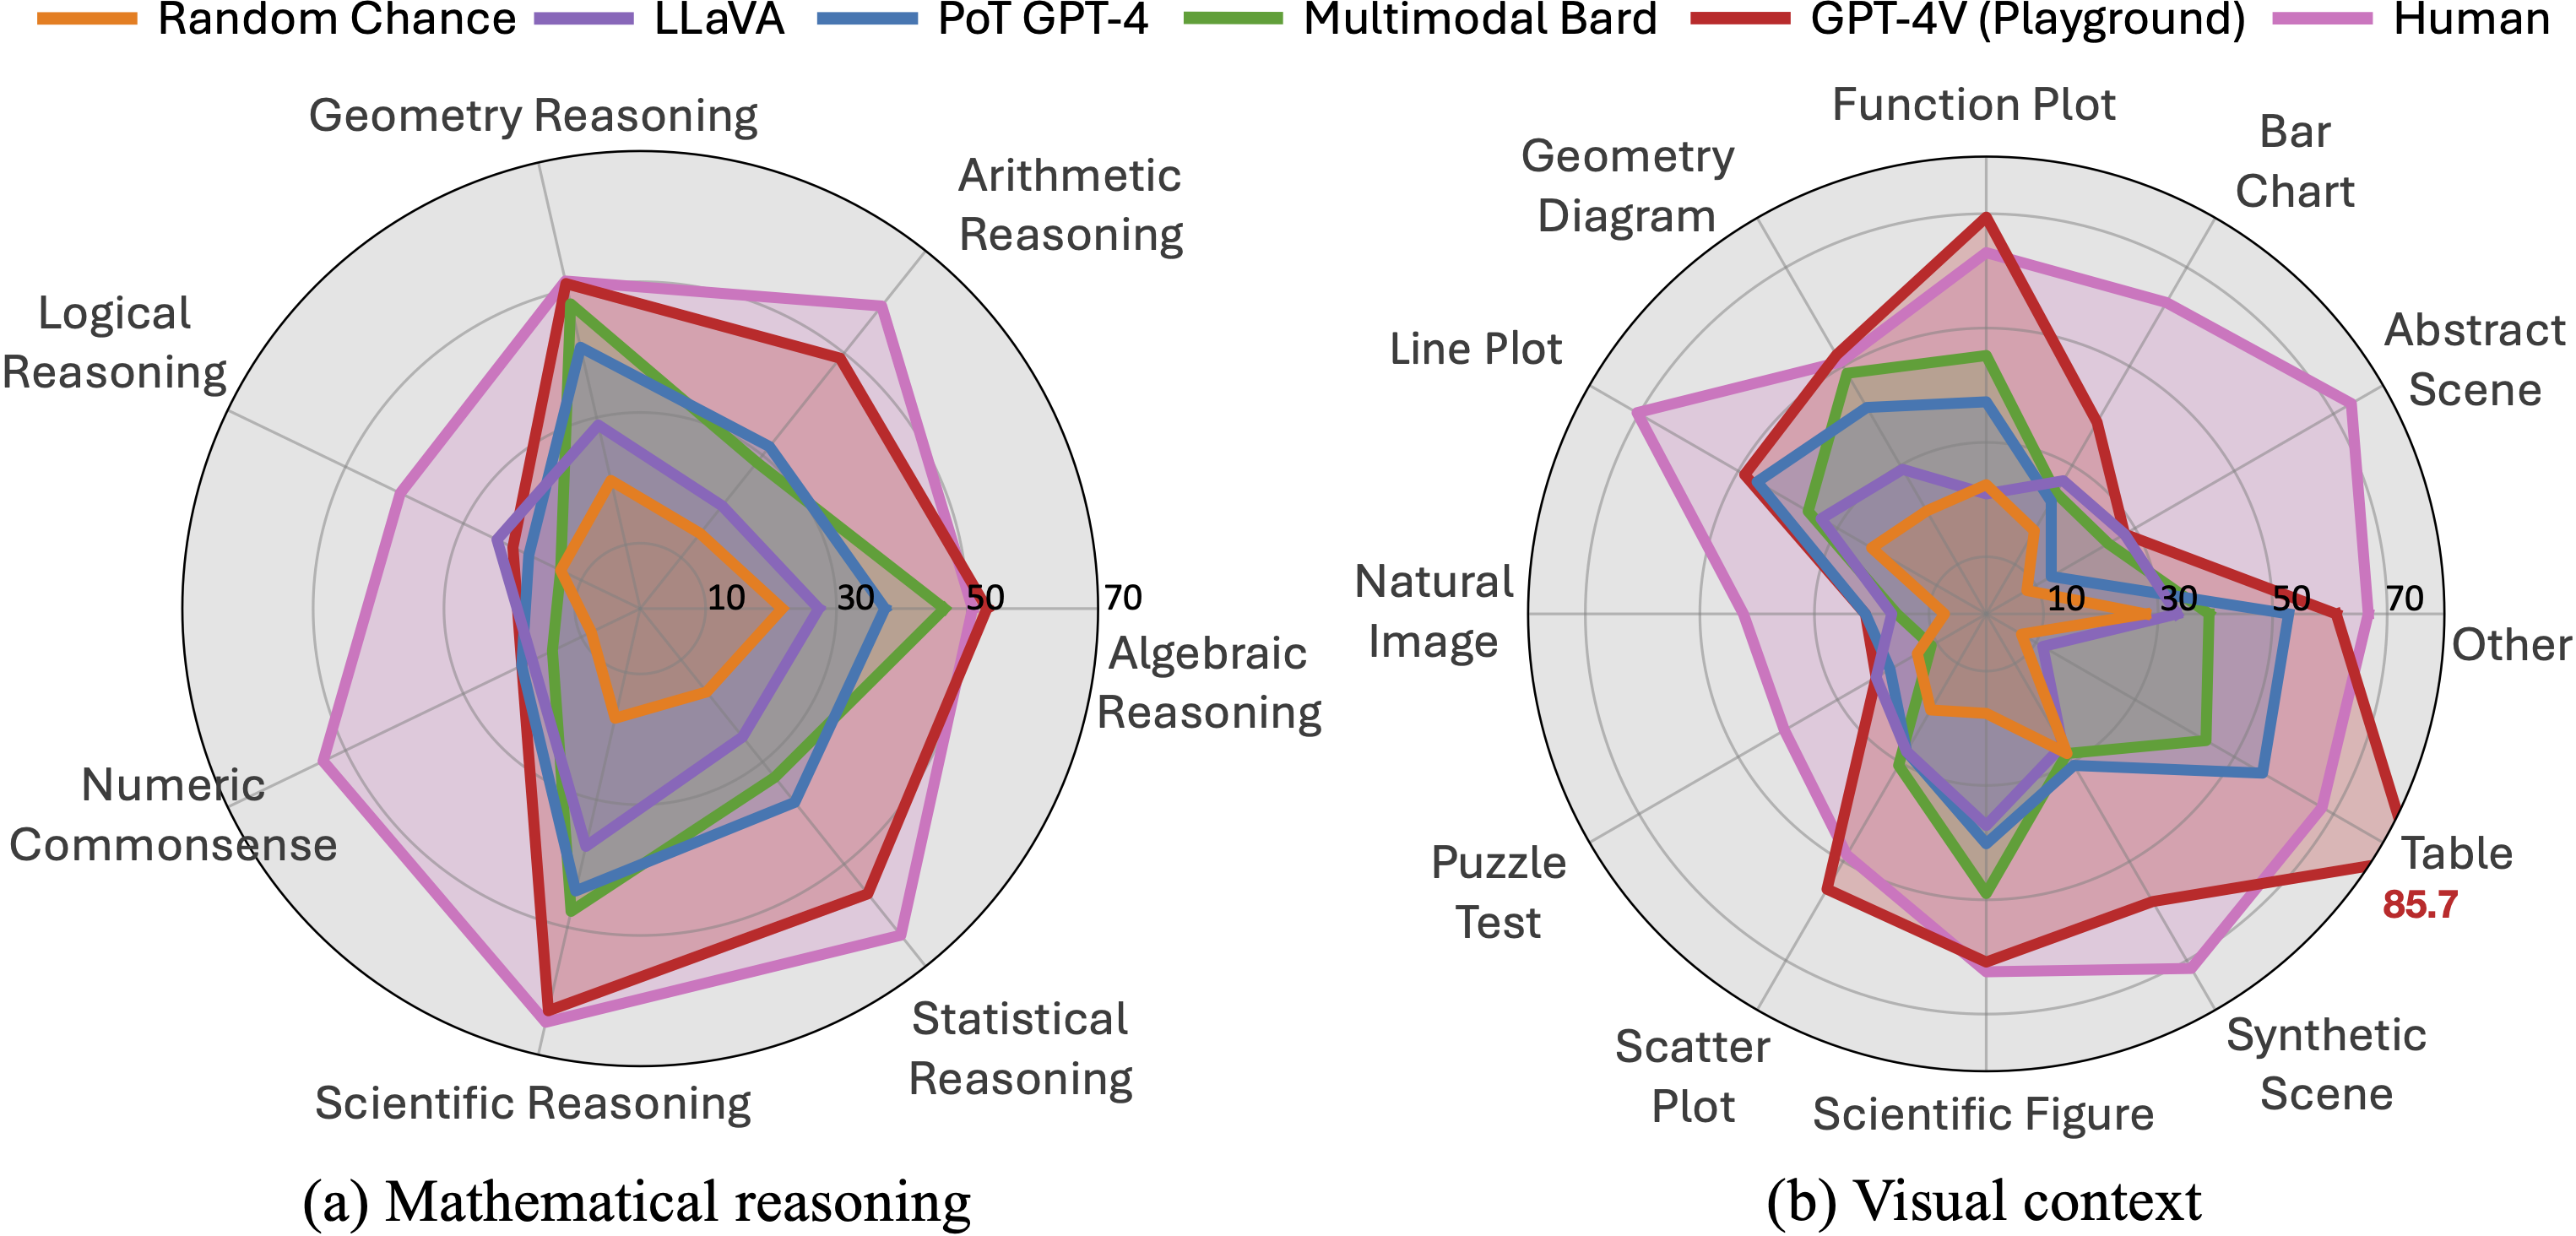 Random Chance LLaVA PoT GPT-4 Multimodal Bard GPT-4V (Playground) Human
Geometry Reasoning
Arithmetic
Reasoning
Logical
Reasoning
10 30 50 70
Algebraic
Reasoning
Numeric
Commonsense
Statistical
Reasoning
Scientific Reasoning
(a) Mathematical reasoning
Function Plot
Bar
Chart
Geometry
Diagram
Abstract
Scene
Line Plot
Natural
Image
10 30 50 70
Other
Puzzle
Test
Table
85.7
Scatter
Plot
Synthetic
Scene
Scientific Figure
(b) Visual context